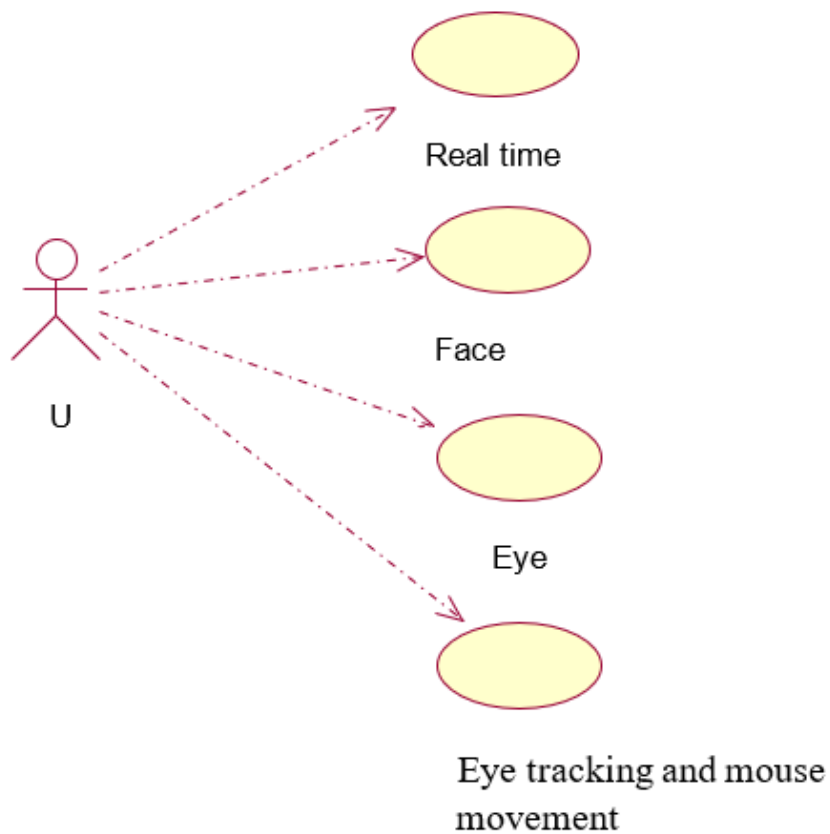 Real time
Face
U
Eye
Eye tracking and mouse
movement